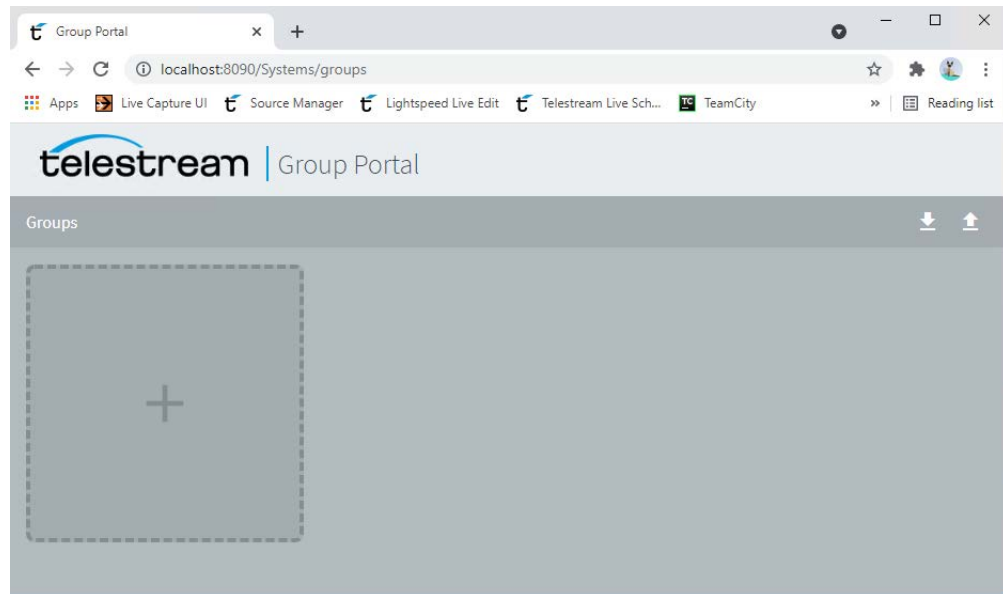 Group Portal
localhost:8090/Systems/groups
Apps Live Capture UI Source Manager Lightspeed Live Edit Telestream Live Sch... TC TeamCity » Reading list
telestream | Group Portal
Groups